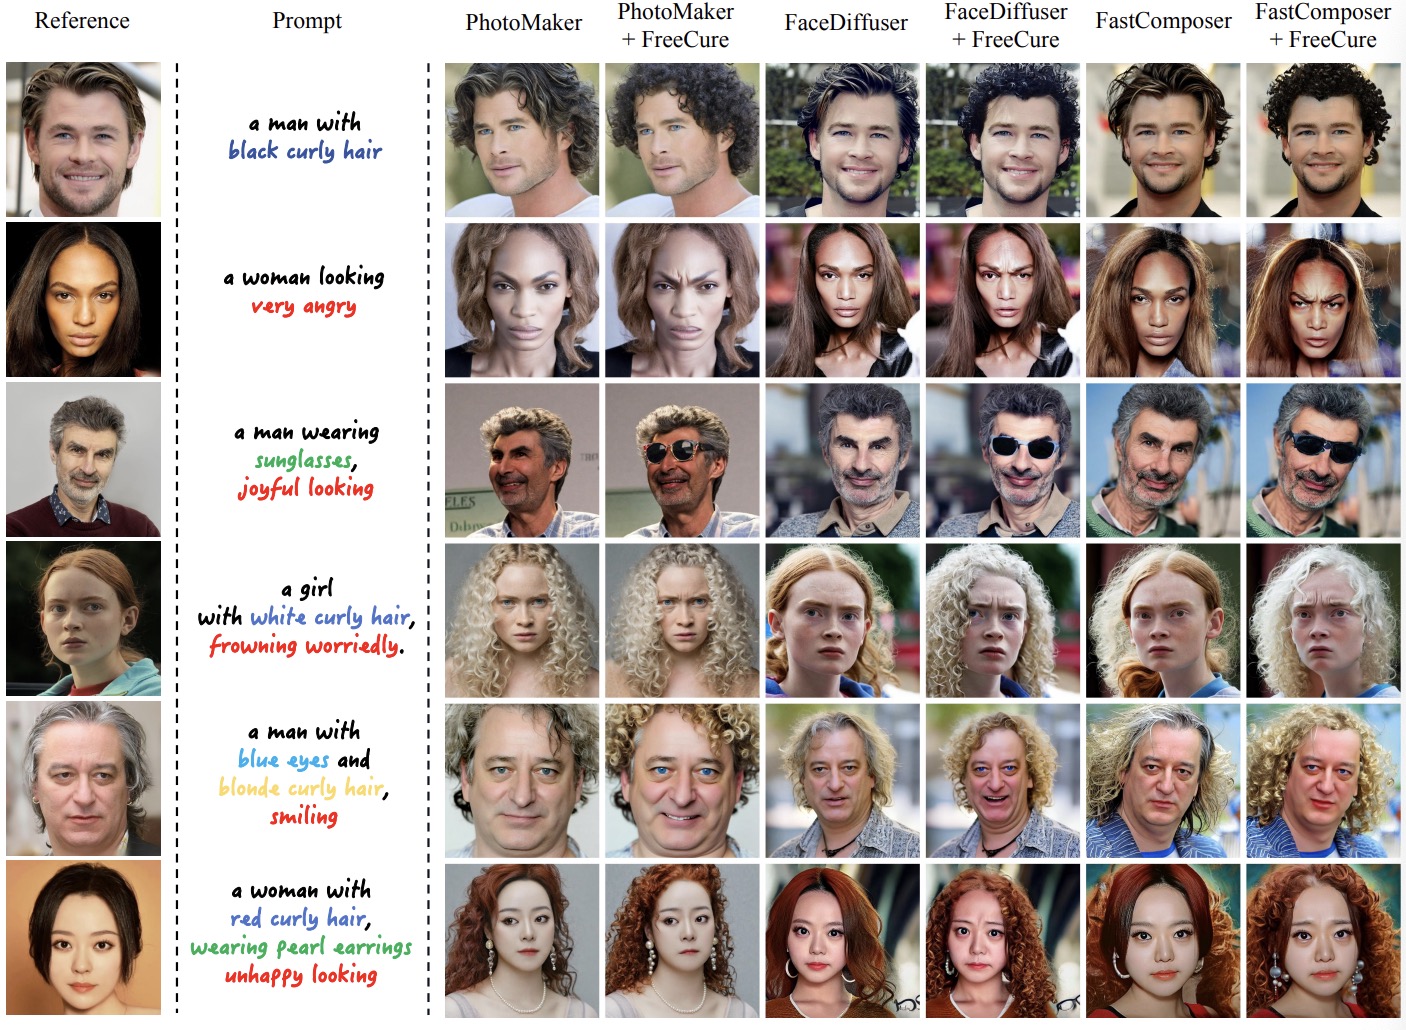 Reference
Prompt
PhotoMaker
PhotoMaker
+ FreeCure
FaceDiffuser
FaceDiffuser
+ FreeCure
FastComposer
FastComposer
+ FreeCure
a man with
black curly hair
a woman looking
very angry
a man wearing
sunglasses,
joyful looking
a girl
with white curly hair,
frowning worriedly.
a man with
blue eyes and
blonde curly hair,
smiling
a woman with
red curly hair,
wearing pearl earrings
unhappy looking